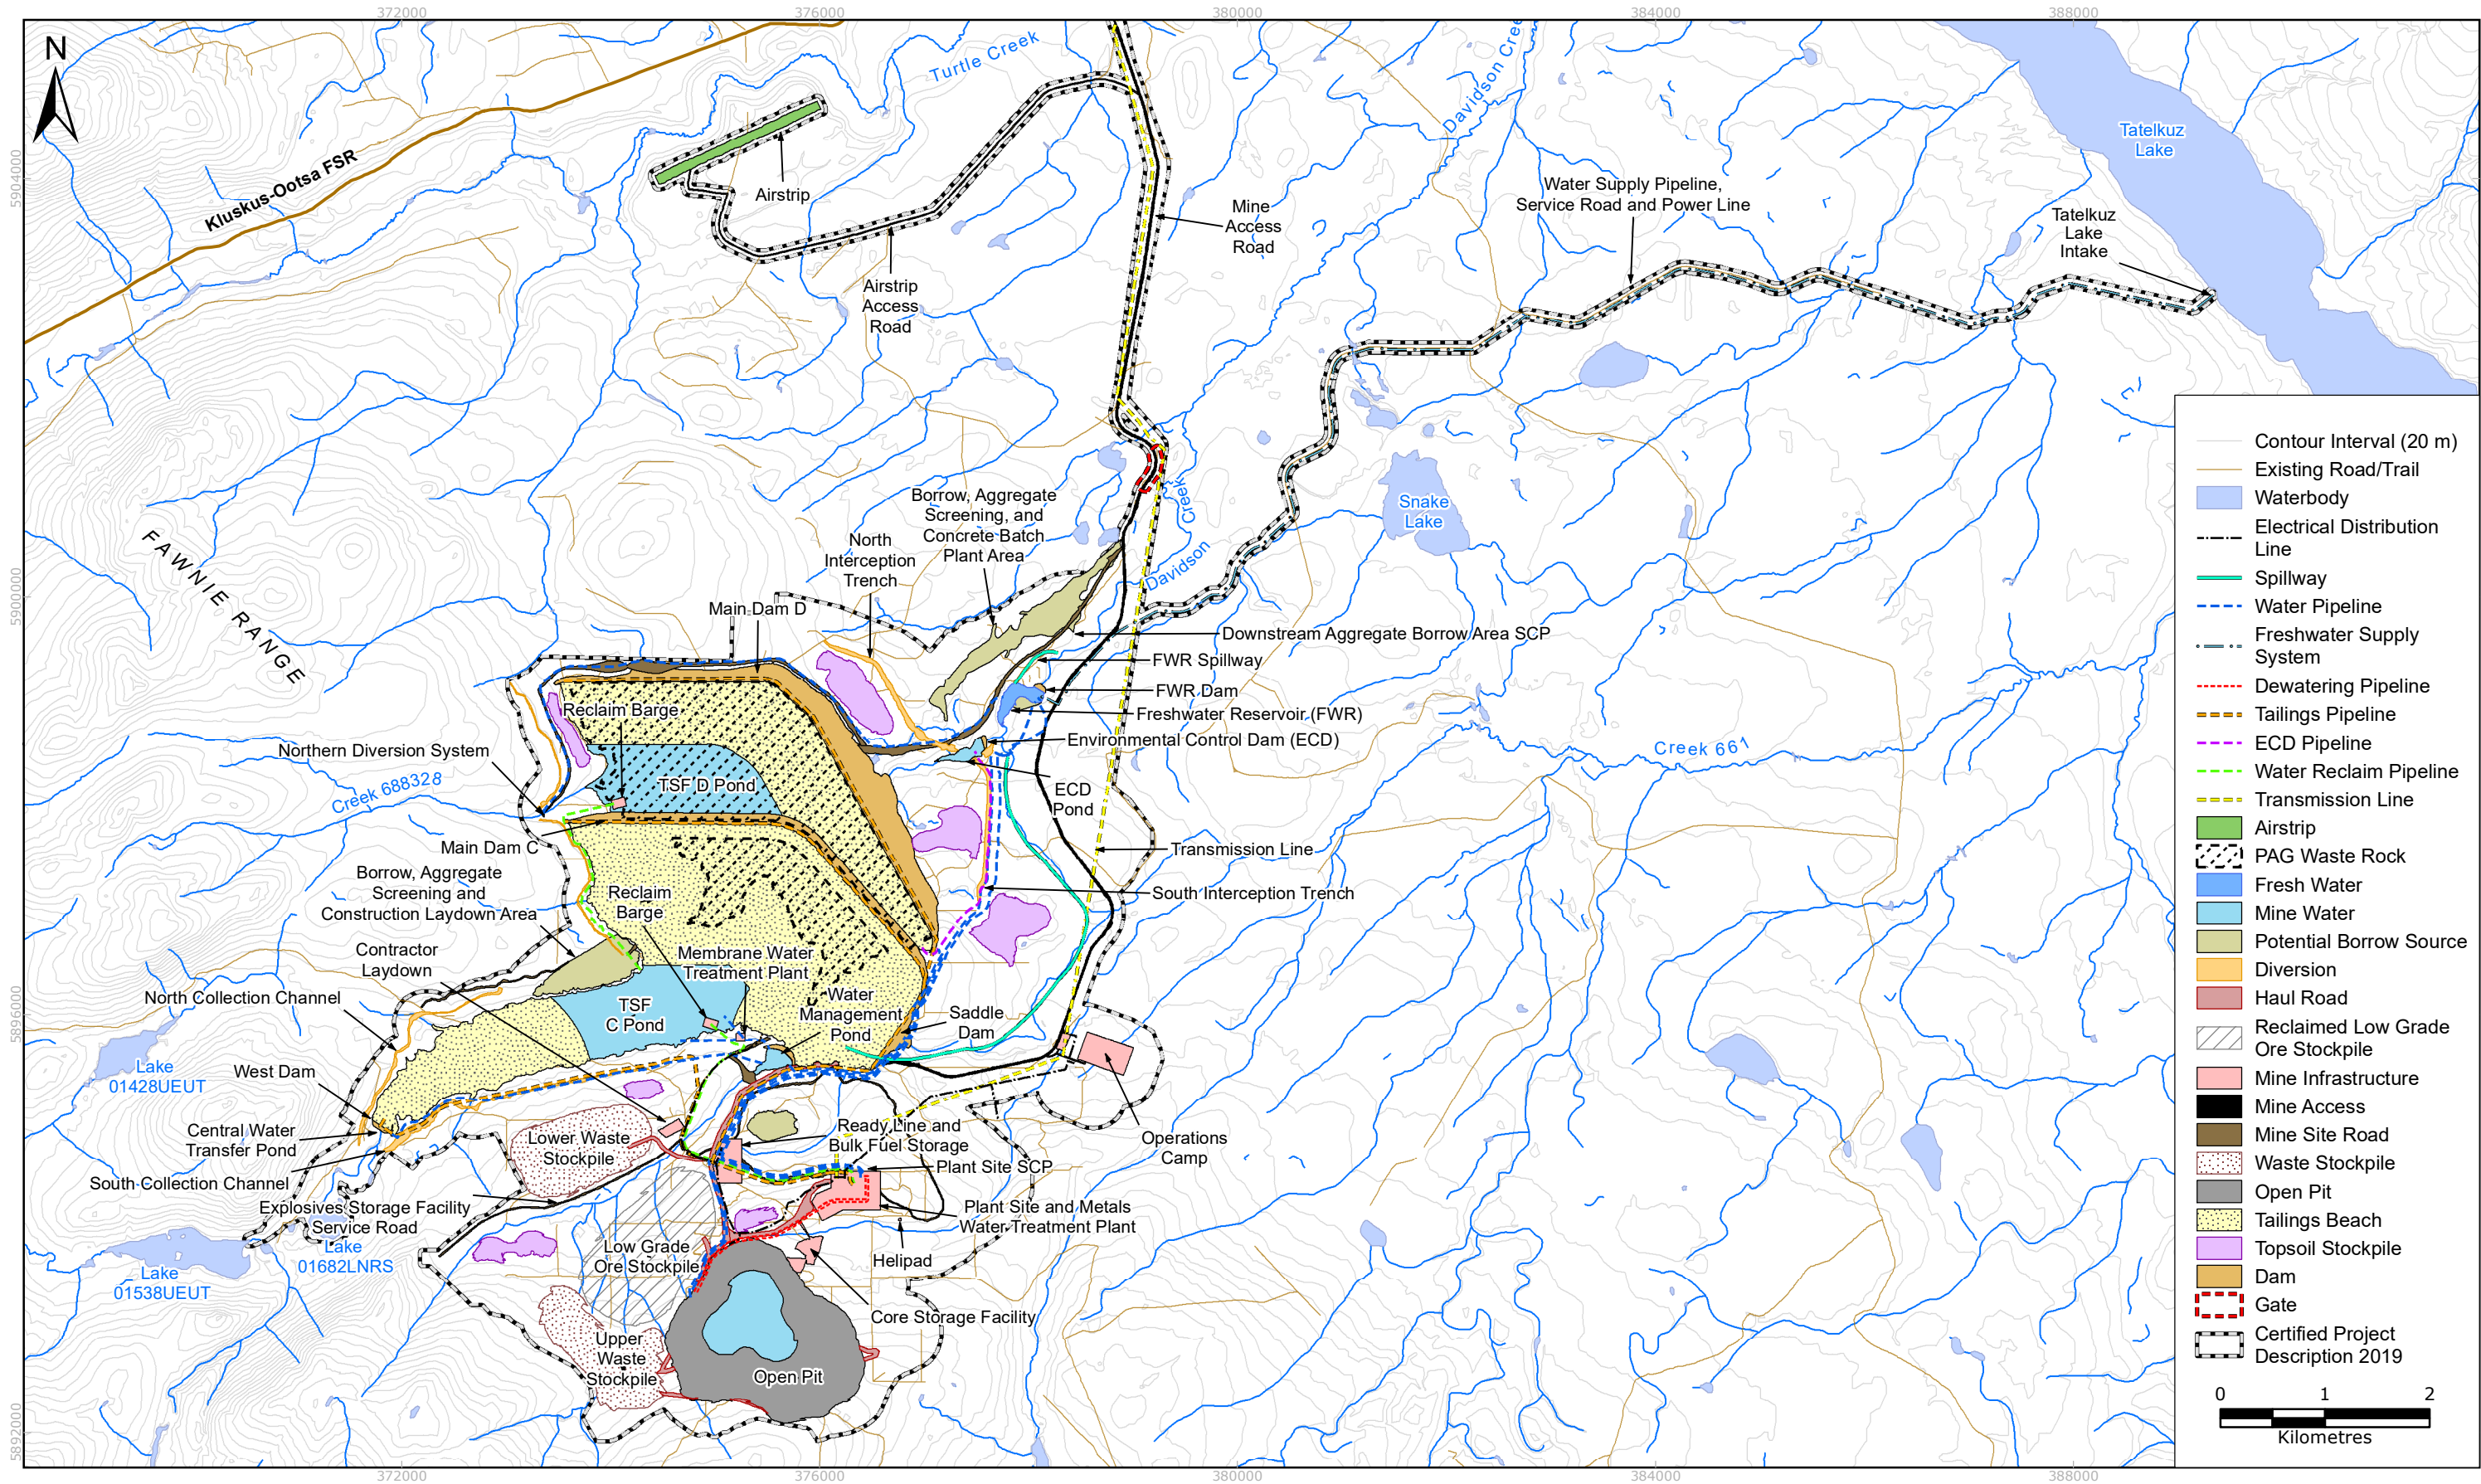 372000
376000
380000
384000
388000
N
5904000
5900000
5896000
5892000
Turtle Creek
Davidson Creek
Tatelkuz
Lake
Kluskus-Ootsa FSR
Airstrip
Mine
Access
Road
Water Supply Pipeline,
Service Road and Power Line
Tatelkuz
Lake
Intake
Airstrip
Access
Road
FAWNIE RANGE
Borrow, Aggregate
Screening, and
Concrete Batch
Plant Area
North
Interception
Trench
Snake
Lake
Davidson
Creek
Main Dam D
Downstream Aggregate Borrow Area SCP
FWR Spillway
FWR Dam
Freshwater Reservoir (FWR)
Environmental Control Dam (ECD)
Reclaim Barge
Northern Diversion System
Creek 688328
TSF D Pond
ECD
Pond
Creek 661
Main Dam C
Transmission Line
Borrow, Aggregate
Screening and
Construction Laydown Area
Reclaim
Barge
South Interception Trench
Contractor
Laydown
Membrane Water
Treatment Plant
North Collection Channel
TSF
C Pond
Water
Management
Pond
Saddle
Dam
Lake
01428UEUT
West Dam
Central Water
Transfer Pond
Lower Waste
Stockpile
Ready Line and
Bulk Fuel Storage
Operations
Camp
South Collection Channel
Plant Site SCP
Explosives Storage Facility
Service Road
Plant Site and Metals
Water Treatment Plant
Lake
01682LNRS
Low Grade
Ore Stockpile
Helipad
Lake
01538UEUT
Core Storage Facility
Upper
Waste
Stockpile
Open Pit
Contour Interval (20 m)
Existing Road/Trail
Waterbody
Electrical Distribution
Line
Spillway
Water Pipeline
Freshwater Supply
System
Dewatering Pipeline
Tailings Pipeline
ECD Pipeline
Water Reclaim Pipeline
Transmission Line
Airstrip
PAG Waste Rock
Fresh Water
Mine Water
Potential Borrow Source
Diversion
Haul Road
Reclaimed Low Grade
Ore Stockpile
Mine Infrastructure
Mine Access
Mine Site Road
Waste Stockpile
Open Pit
Tailings Beach
Topsoil Stockpile
Dam
Gate
Certified Project
Description 2019
0 1 2
Kilometres
372000
376000
380000
384000
388000